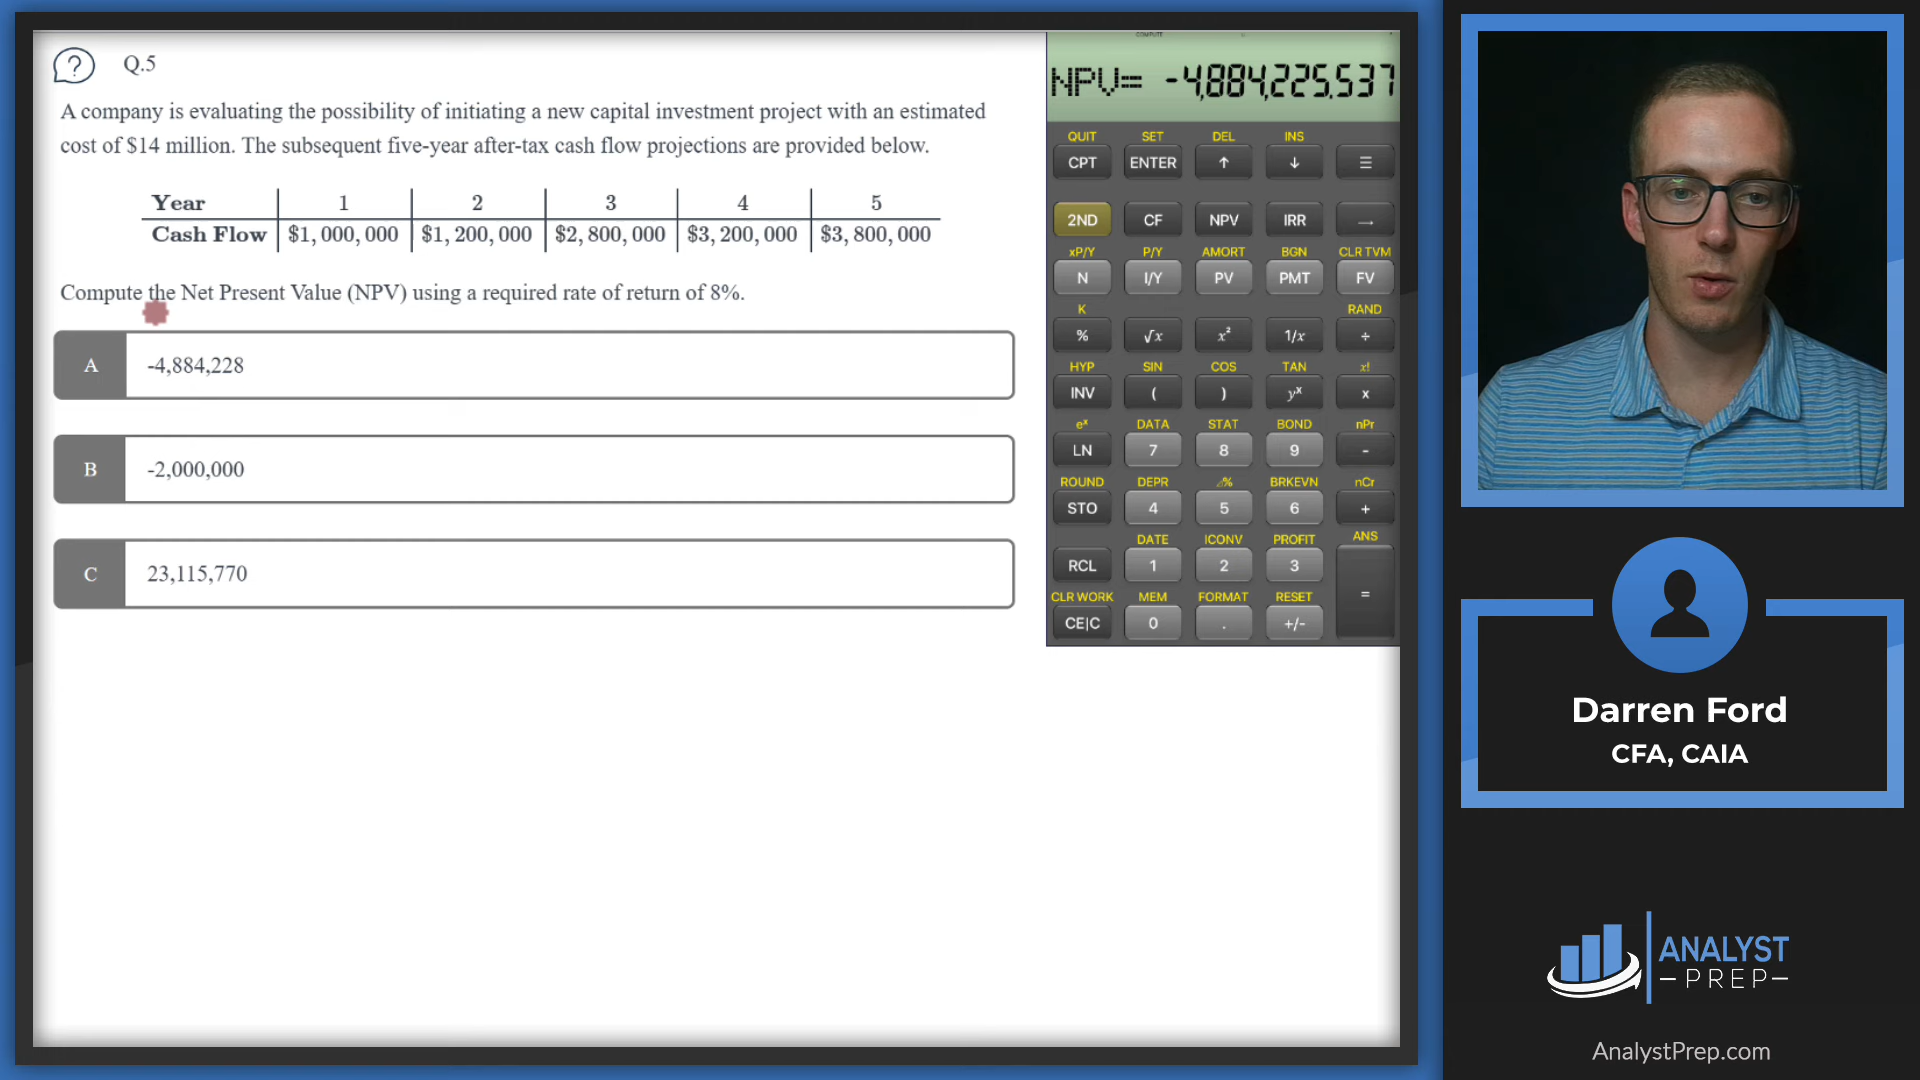 Q.5
A company is evaluating the possibility of initiating a new capital investment project with an estimated
cost of $14 million. The subsequent five-year after-tax cash flow projections are provided below.
Year 1 2 3 4 5
Cash Flow $1,000,000 $1,200,000 $2,800,000 $3,200,000 $3,800,000
Compute the Net Present Value (NPV) using a required rate of return of 8%.
A -4,884,228
B -2,000,000
C 23,115,770
COMPUTE
NPV= -4,884,225.537
QUIT SET DEL INS
CPT ENTER ↑ ↓ ☰
2ND CF NPV IRR →
xP/Y P/Y AMORT BGN CLR TVM
N I/Y PV PMT FV
K RAND
% √x x² 1/x ÷
HYP SIN COS TAN x!
INV ( ) yˣ x
eˣ DATA STAT BOND nPr
LN 7 8 9 -
ROUND DEPR ⊿% BRKEVN nCr
STO 4 5 6 +
DATE ICONV PROFIT ANS
RCL 1 2 3 =
CLR WORK MEM FORMAT RESET
CE|C 0 . +/-
Darren Ford
CFA, CAIA
ANALYST
PREP
AnalystPrep.com